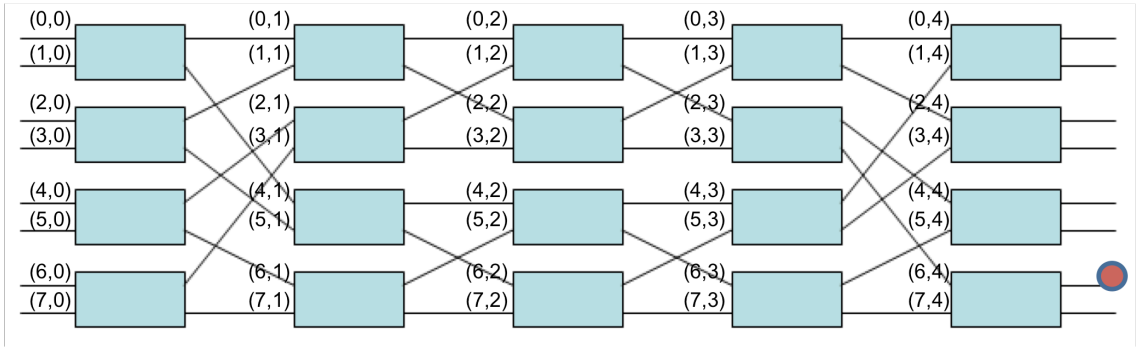 (0,0) (0,1) (0,2) (0,3) (0,4)
(1,0) (1,1) (1,2) (1,3) (1,4)
(2,0) (2,1) (2,2) (2,3) (2,4)
(3,0) (3,1) (3,2) (3,3) (3,4)
(4,0) (4,1) (4,2) (4,3) (4,4)
(5,0) (5,1) (5,2) (5,3) (5,4)
(6,0) (6,1) (6,2) (6,3) (6,4)
(7,0) (7,1) (7,2) (7,3) (7,4)